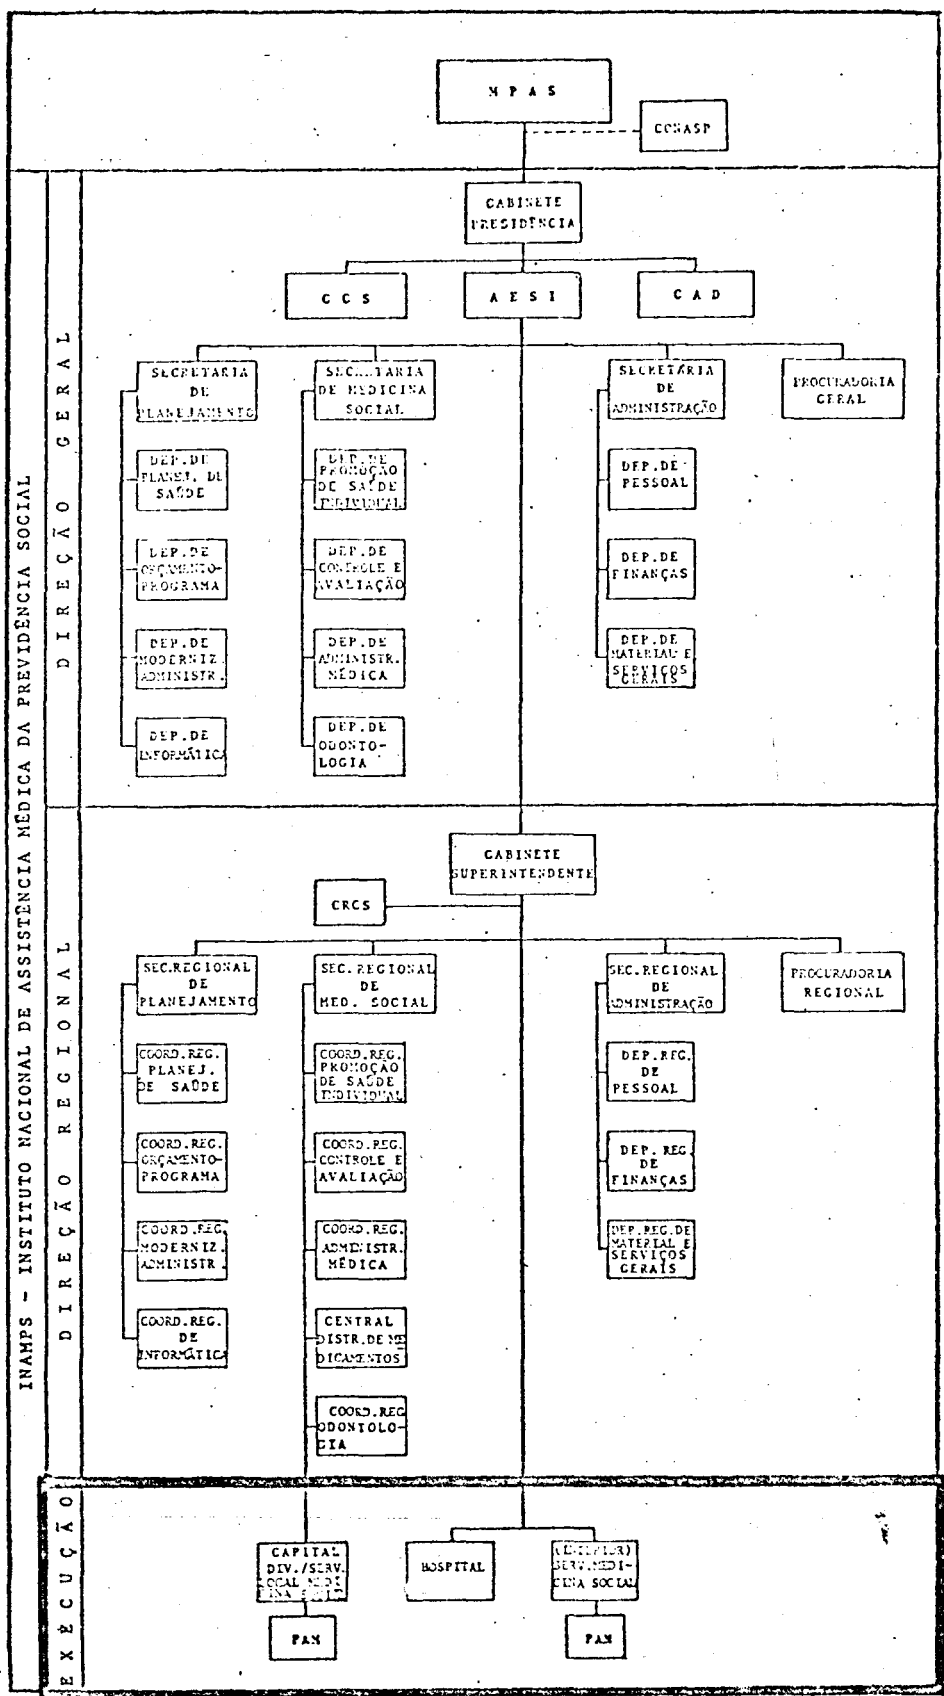 INAMPS - INSTITUTO NACIONAL DE ASSISTÊNCIA MÉDICA DA PREVIDÊNCIA SOCIAL
M P A S
CONASP
DIREÇÃO GERAL
GABINETE
PRESIDÊNCIA
C C S
A E S I
C A D
SECRETARIA
DE
PLANEJAMENTO
SECRETARIA
DE MEDICINA
SOCIAL
SECRETÁRIA
DE
ADMINISTRAÇÃO
PROCURADORIA
GERAL
DEP.DE
PLANEJ. DE
SAÚDE
DEP.DE
PROMOÇÃO
DE SAÚDE
INDIVIDUAL
DEP.DE
PESSOAL
DEP.DE
ORÇAMENTO-
PROGRAMA
DEP.DE
CONTROLE E
AVALIAÇÃO
DEP.DE
FINANÇAS
DEP.DE
MODERNIZ.
ADMINISTR.
DEP.DE
ADMINISTR.
MÉDICA
DEP.DE
MATERIAL E
SERVIÇOS
GERAIS
DEP.DE
INFORMÁTICA
DEP.DE
ODONTO-
LOGIA
DIREÇÃO REGIONAL
GABINETE
SUPERINTENDENTE
CRCS
SEC.REGIONAL
DE
PLANEJAMENTO
SEC.REGIONAL
DE
MED. SOCIAL
SEC.REGIONAL
DE
ADMINISTRAÇÃO
PROCURADORIA
REGIONAL
COORD.REG.
PLANEJ.
DE SAÚDE
COORD.REG.
PROMOÇÃO
DE SAÚDE
INDIVIDUAL
DEP.REG.
DE
PESSOAL
COORD.REG.
ORÇAMENTO-
PROGRAMA
COORD.REG.
CONTROLE E
AVALIAÇÃO
DEP.REG.
DE
FINANÇAS
COORD.REG.
MODERNIZ.
ADMINISTR.
COORD.REG.
ADMINISTR.
MÉDICA
DEP.REG.DE
MATERIAL E
SERVIÇOS
GERAIS
COORD.REG.
DE
INFORMÁTICA
CENTRAL
DISTR.DE ME
DICAMENTOS
COORD.REG
ODONTOLO-
GIA
EXÉCUÇÃO
CAPITAL
DIV./SERV.
LOCAL MEDI
CINA
HOSPITAL
SERV.MEDI-
CINA SOCIAL
PAM
PAM